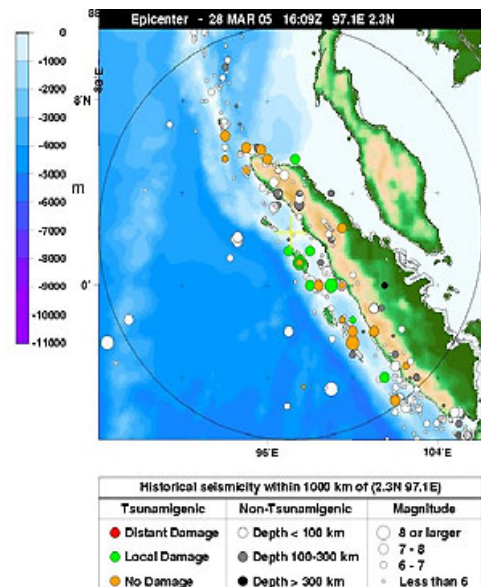 88
Epicenter - 28 MAR 05 16:09Z 97.1E 2.3N
88'E
0
-1000
-2000
-3000
-4000
-5000
-6000
-7000
-8000
-9000
-10000
-11000
m
8'N
0'
96'E
104'E
Historical seismicity within 1000 km of (2.3N 97.1E)
Tsunamigenic Non-Tsunamigenic Magnitude
Distant Damage Depth < 100 km 8 or larger
Local Damage Depth 100-300 km 7 - 8
No Damage Depth > 300 km 6 - 7
Less than 6